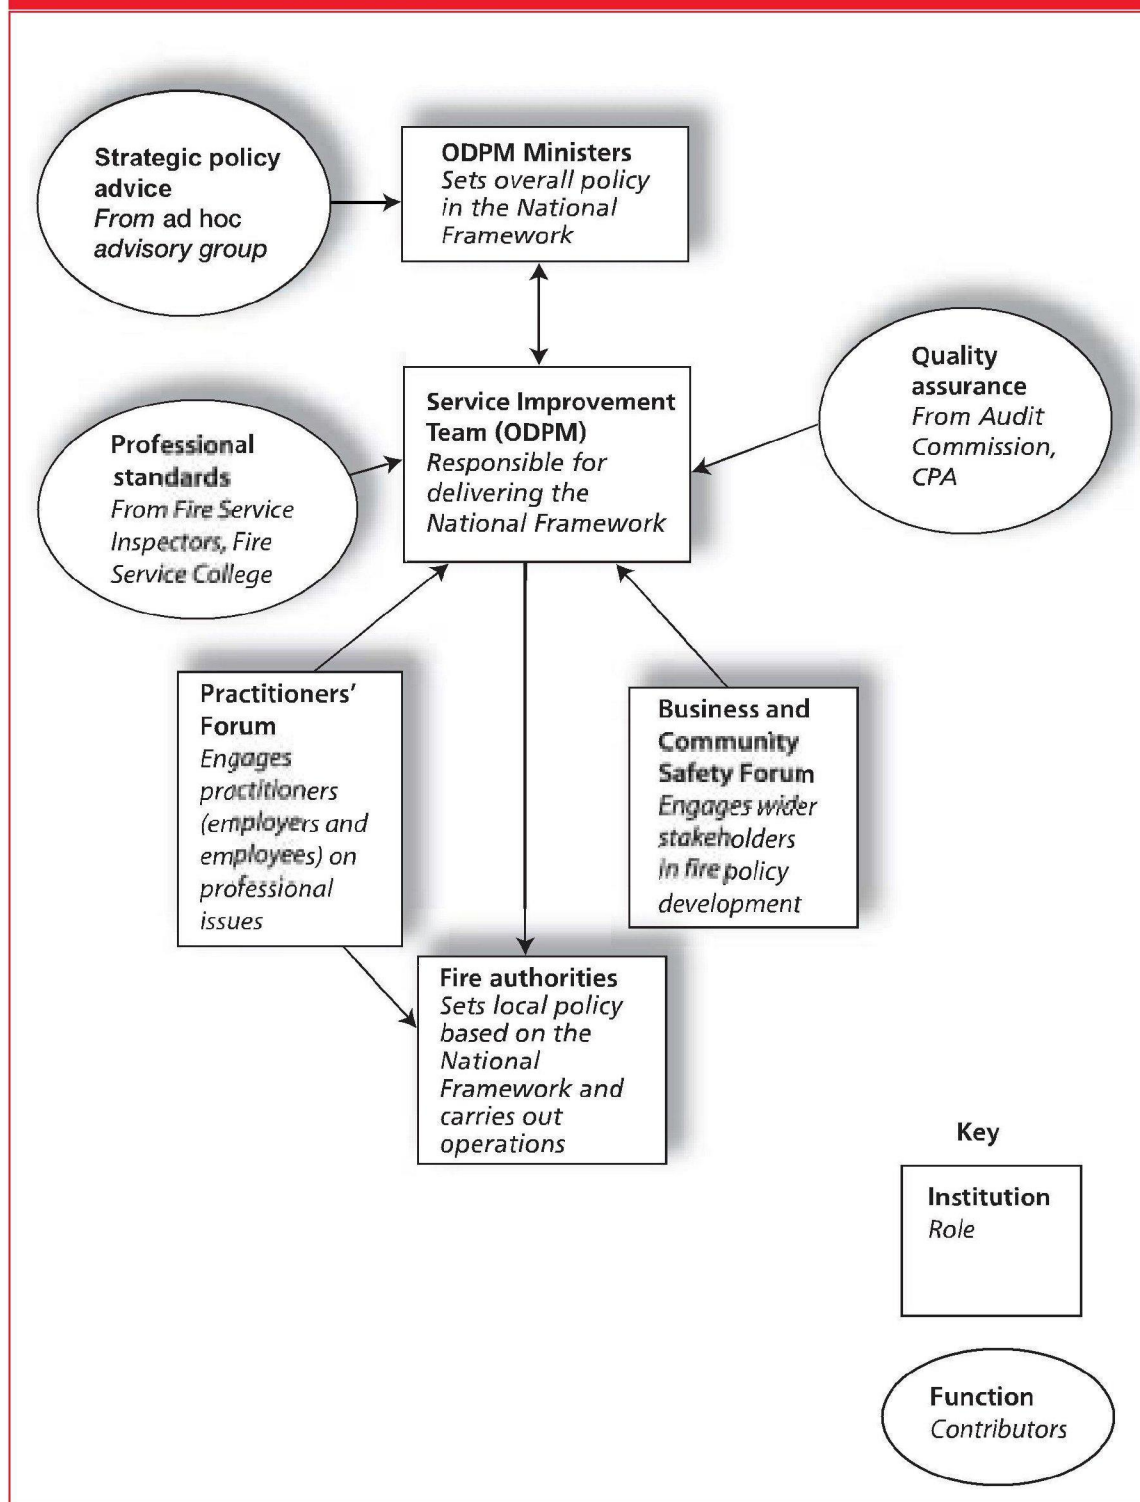 Strategic policy
advice
From ad hoc
advisory group
ODPM Ministers
Sets overall policy
in the National
Framework
Quality
assurance
From Audit
Commission,
CPA
Service Improvement
Team (ODPM)
Responsible for
delivering the
National Framework
Professional
standards
From Fire Service
Inspectors, Fire
Service College
Practitioners’
Forum
Engages
practitioners
(employers and
employees) on
professional
issues
Business and
Community
Safety Forum
Engages wider
stakeholders
in fire policy
development
Fire authorities
Sets local policy
based on the
National
Framework and
carries out
operations
Key
Institution
Role
Function
Contributors